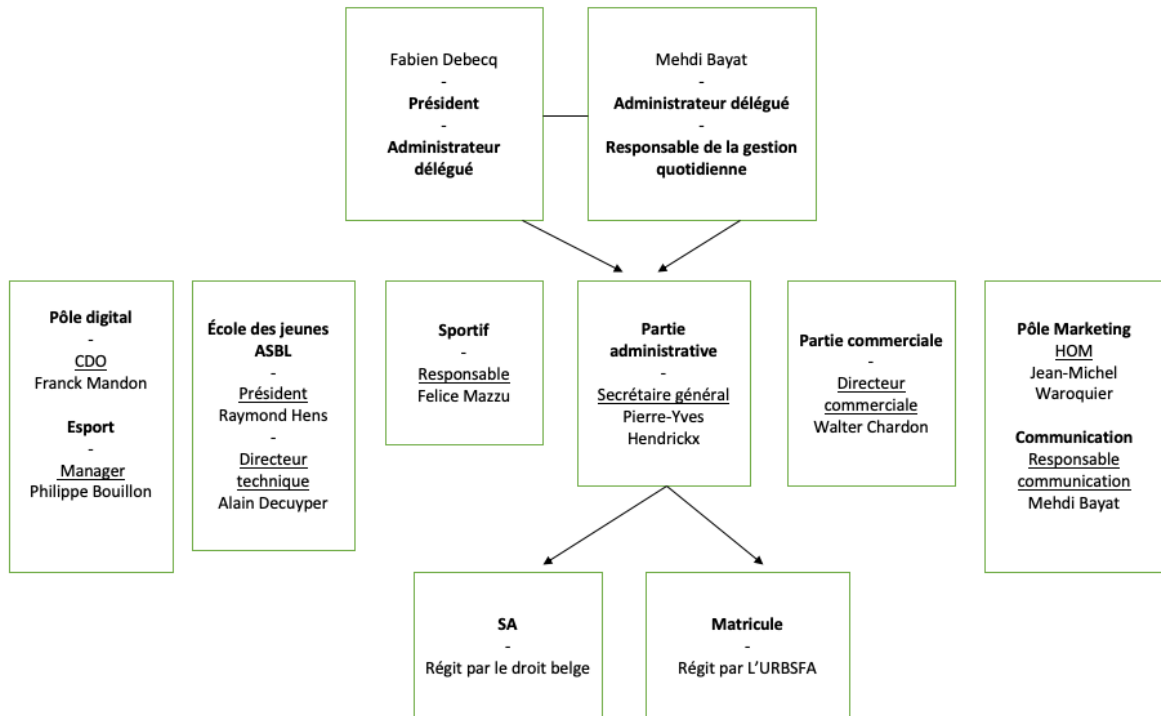 Fabien Debecq
-
Président
-
Administrateur
délégué
Mehdi Bayat
-
Administrateur délégué
-
Responsable de la gestion
quotidienne
Pôle digital
-
CDO
Franck Mandon
Esport
-
Manager
Philippe Bouillon
École des jeunes
ASBL
-
Président
Raymond Hens
-
Directeur
technique
Alain Decuyper
Sportif
-
Responsable
Felice Mazzu
Partie
administrative
-
Secrétaire général
Pierre-Yves
Hendrickx
Partie commerciale
-
Directeur
commerciale
Walter Chardon
Pôle Marketing
HOM
Jean-Michel
Waroquier
Communication
Responsable
communication
Mehdi Bayat
SA
-
Régit par le droit belge
Matricule
-
Régit par L'URBSFA